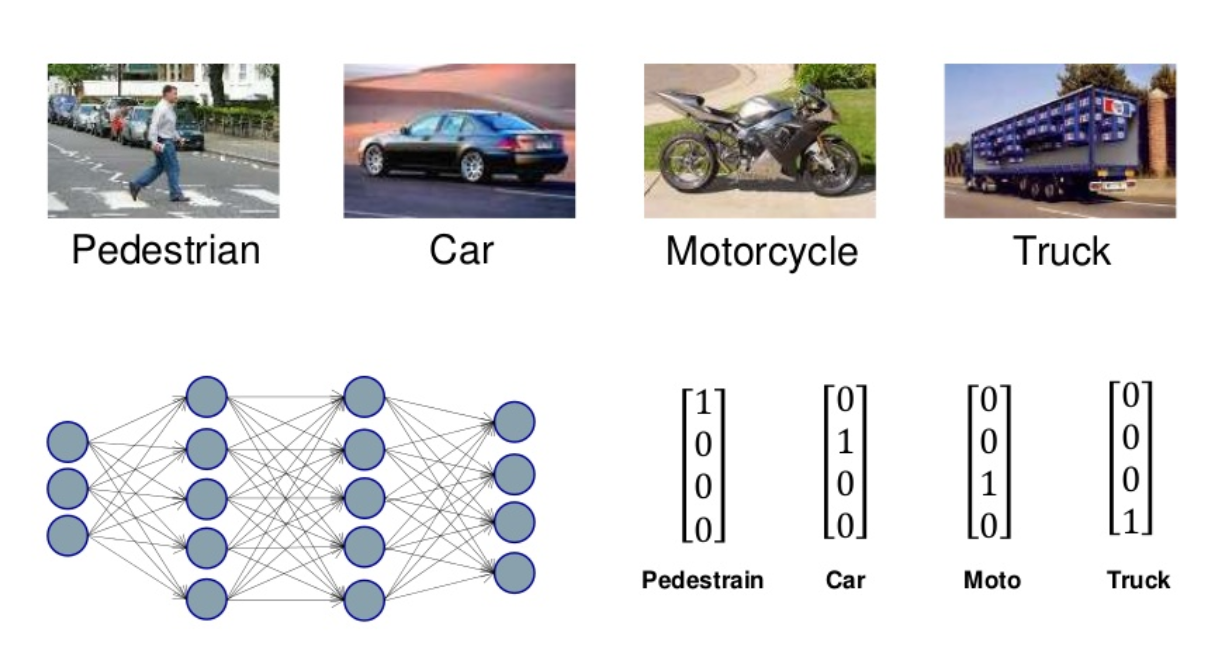 Pedestrian Car Motorcycle Truck
[1 0 0 0] [0 1 0 0] [0 0 1 0] [0 0 0 1]
Pedestrain Car Moto Truck